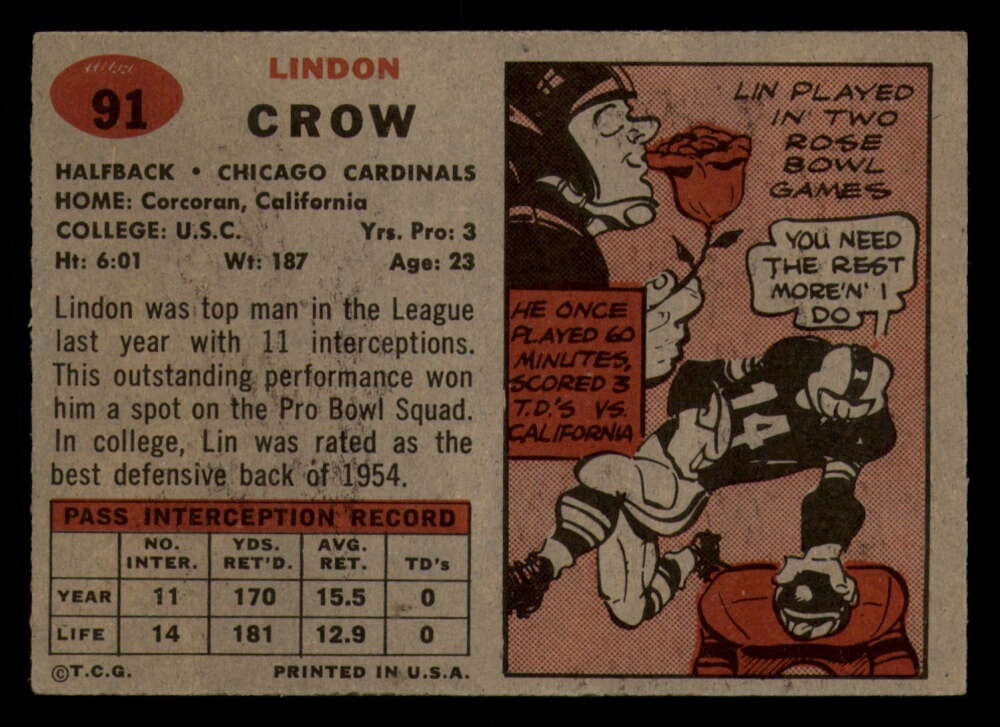 91
LINDON
CROW
HALFBACK • CHICAGO CARDINALS
HOME: Corcoran, California
COLLEGE: U.S.C. Yrs. Pro: 3
Ht: 6:01 Wt: 187 Age: 23
Lindon was top man in the League
last year with 11 interceptions.
This outstanding performance won
him a spot on the Pro Bowl Squad.
In college, Lin was rated as the
best defensive back of 1954.
PASS INTERCEPTION RECORD
NO. INTER. YDS. RET'D. AVG. RET. TD's
YEAR 11 170 15.5 0
LIFE 14 181 12.9 0
©T.C.G. PRINTED IN U.S.A.
LIN PLAYED
IN TWO
ROSE
BOWL
GAMES
YOU NEED
THE REST
MORE'N' I
DO
HE ONCE
PLAYED 60
MINUTES,
SCORED 3
T.D.'S VS.
CALIFORNIA
14